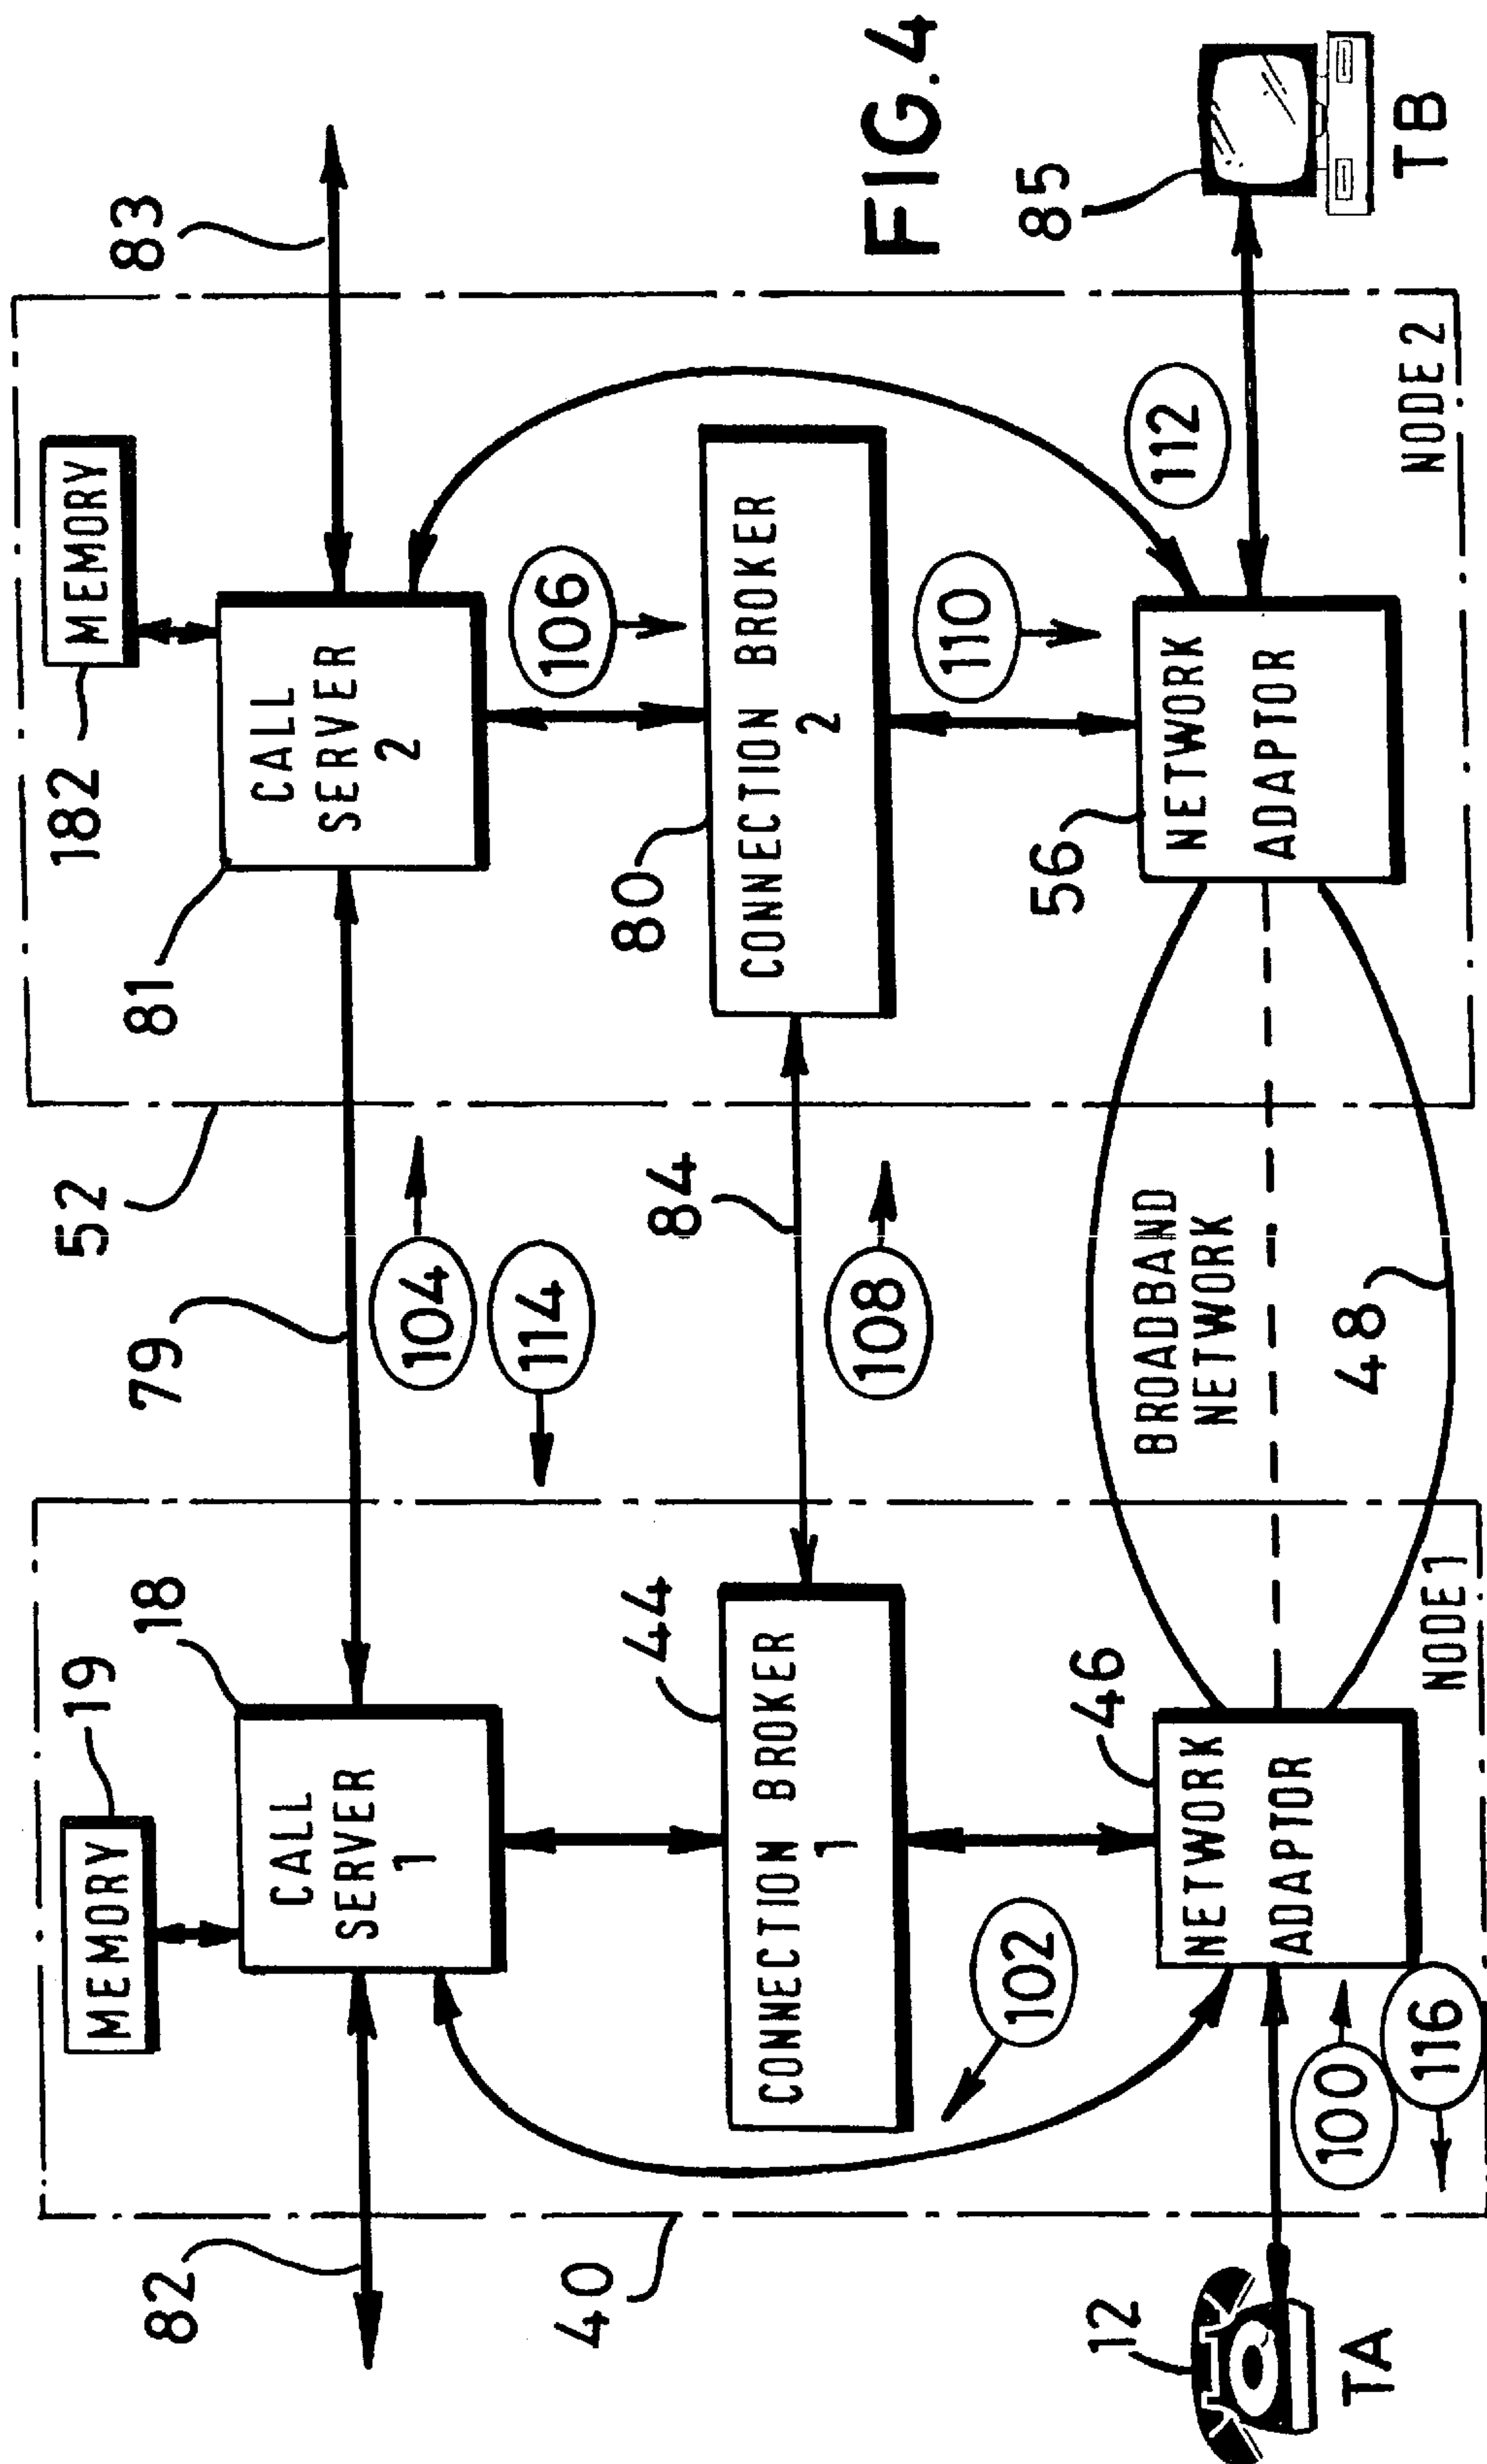 FIG.4
82
40
12
TA
MEMORY
19
CALL
SERVER
1
18
CONNECTION BROKER
1
44
102
NETWORK
ADAPTOR
46
100
116
NODE 1
79
52
104
114
84
108
BROADBAND
NETWORK
48
MEMORY
182
CALL
SERVER
2
81
83
106
CONNECTION BROKER
2
80
110
112
NETWORK
ADAPTOR
56
NODE 2
85
TB